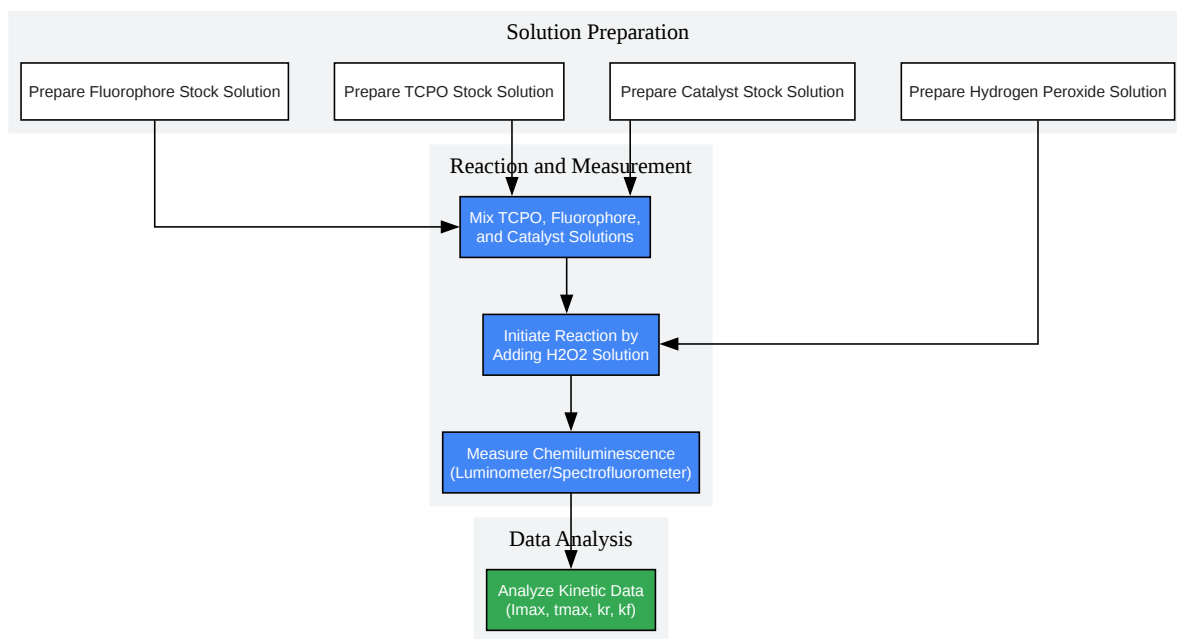 Solution Preparation
Prepare Fluorophore Stock Solution
Prepare TCPO Stock Solution
Prepare Catalyst Stock Solution
Prepare Hydrogen Peroxide Solution
Reaction and Measurement
Mix TCPO, Fluorophore,
and Catalyst Solutions
Initiate Reaction by
Adding H2O2 Solution
Measure Chemiluminescence
(Luminometer/Spectrofluorometer)
Data Analysis
Analyze Kinetic Data
(Imax, tmax, kr, kf)